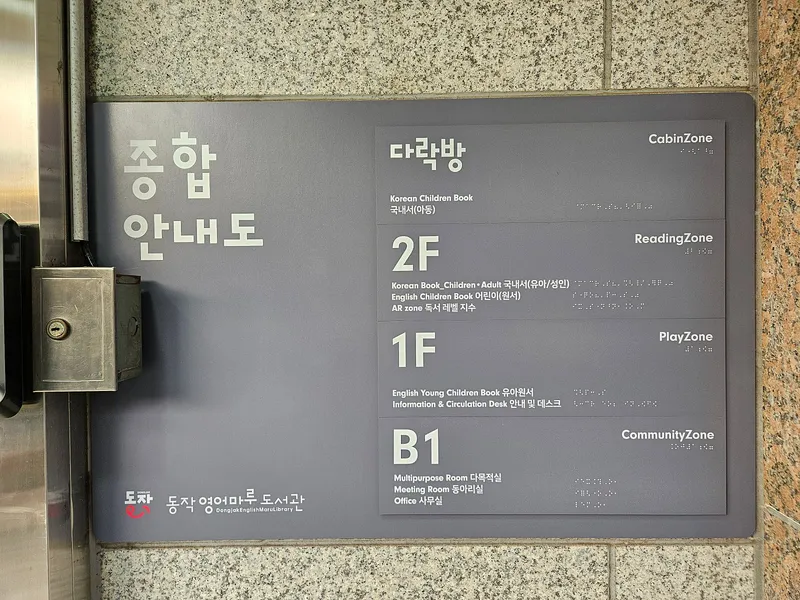 종합
안내도
다락방
CabinZone
Korean Children Book
국내서(아동)
2F
ReadingZone
Korean Book_Children•Adult 국내서(유아/성인)
English Children Book 어린이(원서)
AR zone 독서 레벨 지수
1F
PlayZone
English Young Children Book 유아원서
Information & Circulation Desk 안내 및 데스크
B1
CommunityZone
Multipurpose Room 다목적실
Meeting Room 동아리실
Office 사무실
동작
동작영어마루도서관
DongjakEnglishMaruLibrary